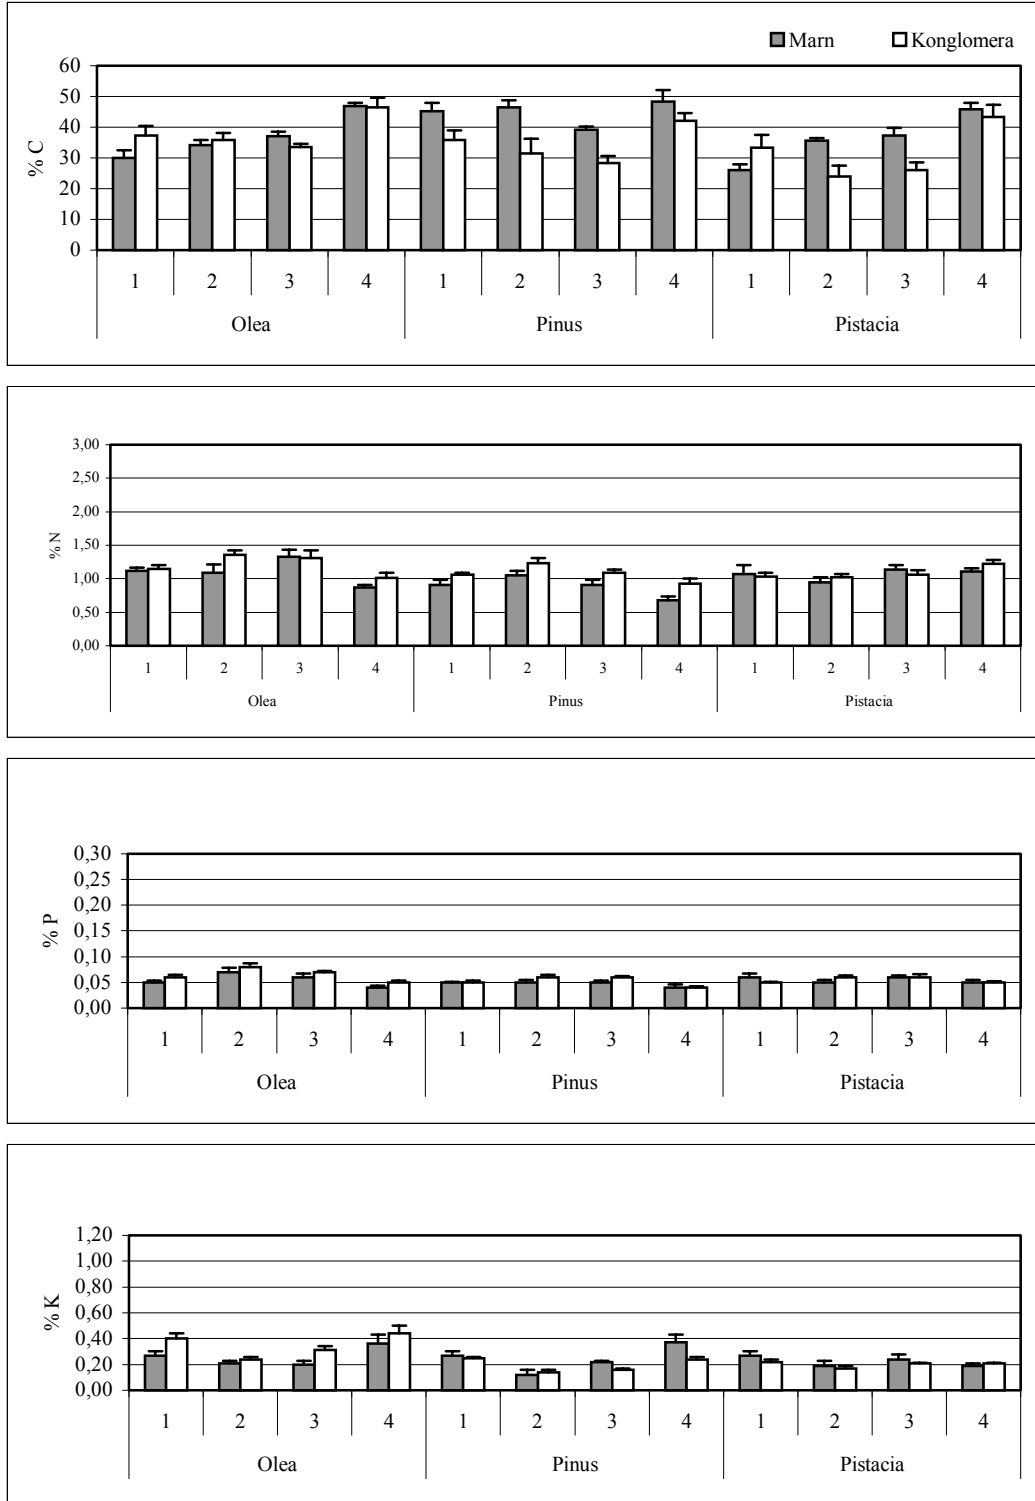 Marn Konglomera
60
50
40
30
20
10
0
% C
1 2 3 4 1 2 3 4 1 2 3 4
Olea Pinus Pistacia
3,00
2,50
2,00
1,50
1,00
0,50
0,00
% N
1 2 3 4 1 2 3 4 1 2 3 4
Olea Pinus Pistacia
0,30
0,25
0,20
0,15
0,10
0,05
0,00
% P
1 2 3 4 1 2 3 4 1 2 3 4
Olea Pinus Pistacia
1,20
1,00
0,80
0,60
0,40
0,20
0,00
% K
1 2 3 4 1 2 3 4 1 2 3 4
Olea Pinus Pistacia